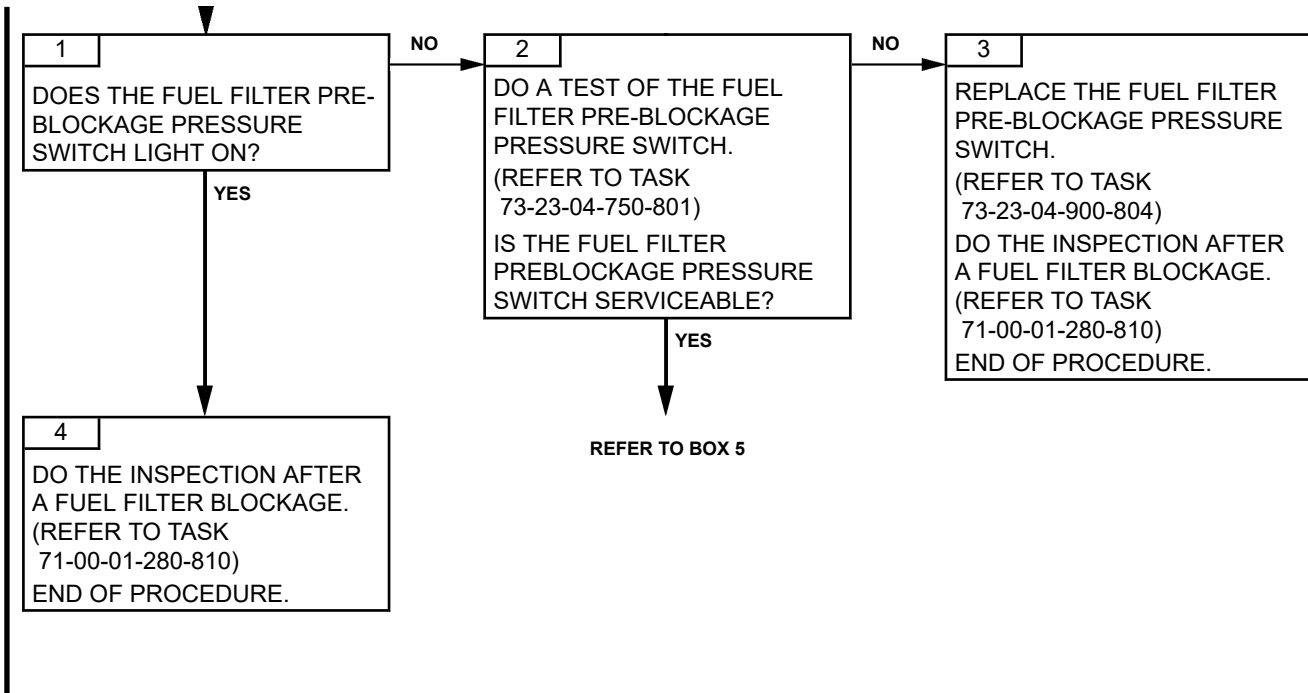 1
DOES THE FUEL FILTER PRE-
BLOCKAGE PRESSURE
SWITCH LIGHT ON?
NO
YES
2
DO A TEST OF THE FUEL
FILTER PRE-BLOCKAGE
PRESSURE SWITCH.
(REFER TO TASK
73-23-04-750-801)
IS THE FUEL FILTER
PREBLOCKAGE PRESSURE
SWITCH SERVICEABLE?
NO
YES
REFER TO BOX 5
3
REPLACE THE FUEL FILTER
PRE-BLOCKAGE PRESSURE
SWITCH.
(REFER TO TASK
73-23-04-900-804)
DO THE INSPECTION AFTER
A FUEL FILTER BLOCKAGE.
(REFER TO TASK
71-00-01-280-810)
END OF PROCEDURE.
4
DO THE INSPECTION AFTER
A FUEL FILTER BLOCKAGE.
(REFER TO TASK
71-00-01-280-810)
END OF PROCEDURE.